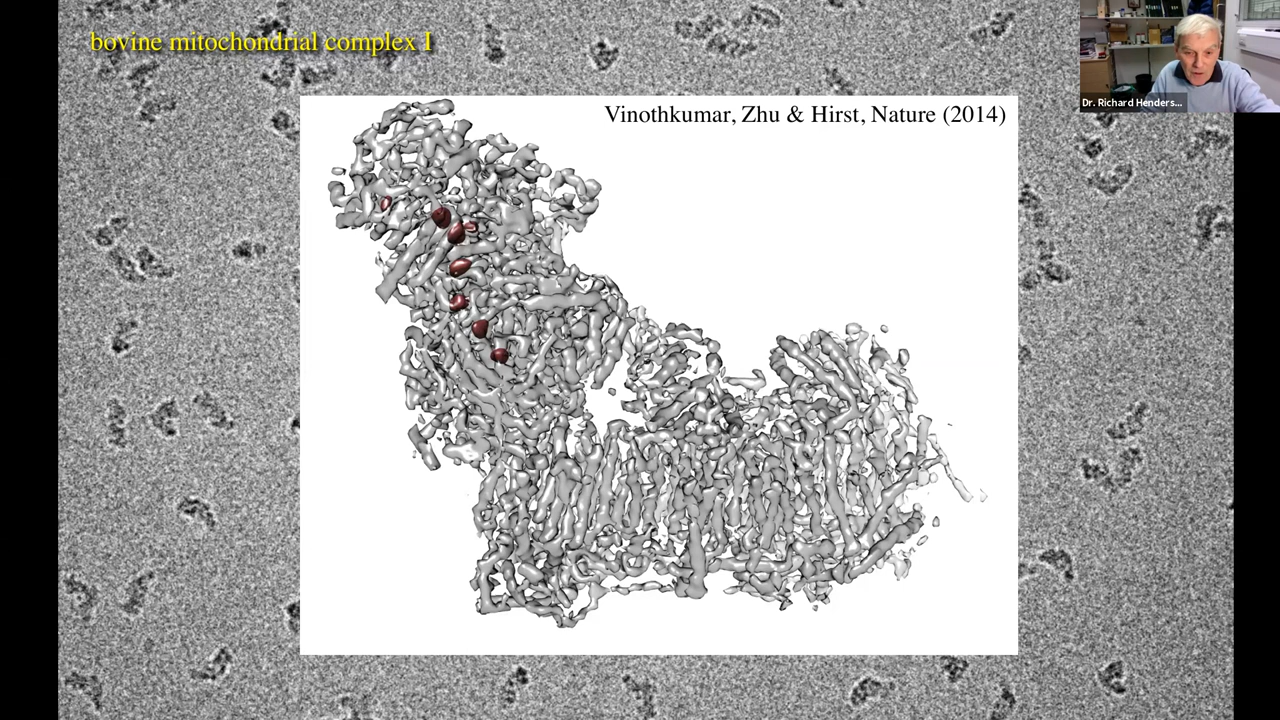 bovine mitochondrial complex I
Vinothkumar, Zhu & Hirst, Nature (2014)
Dr. Richard Henders...